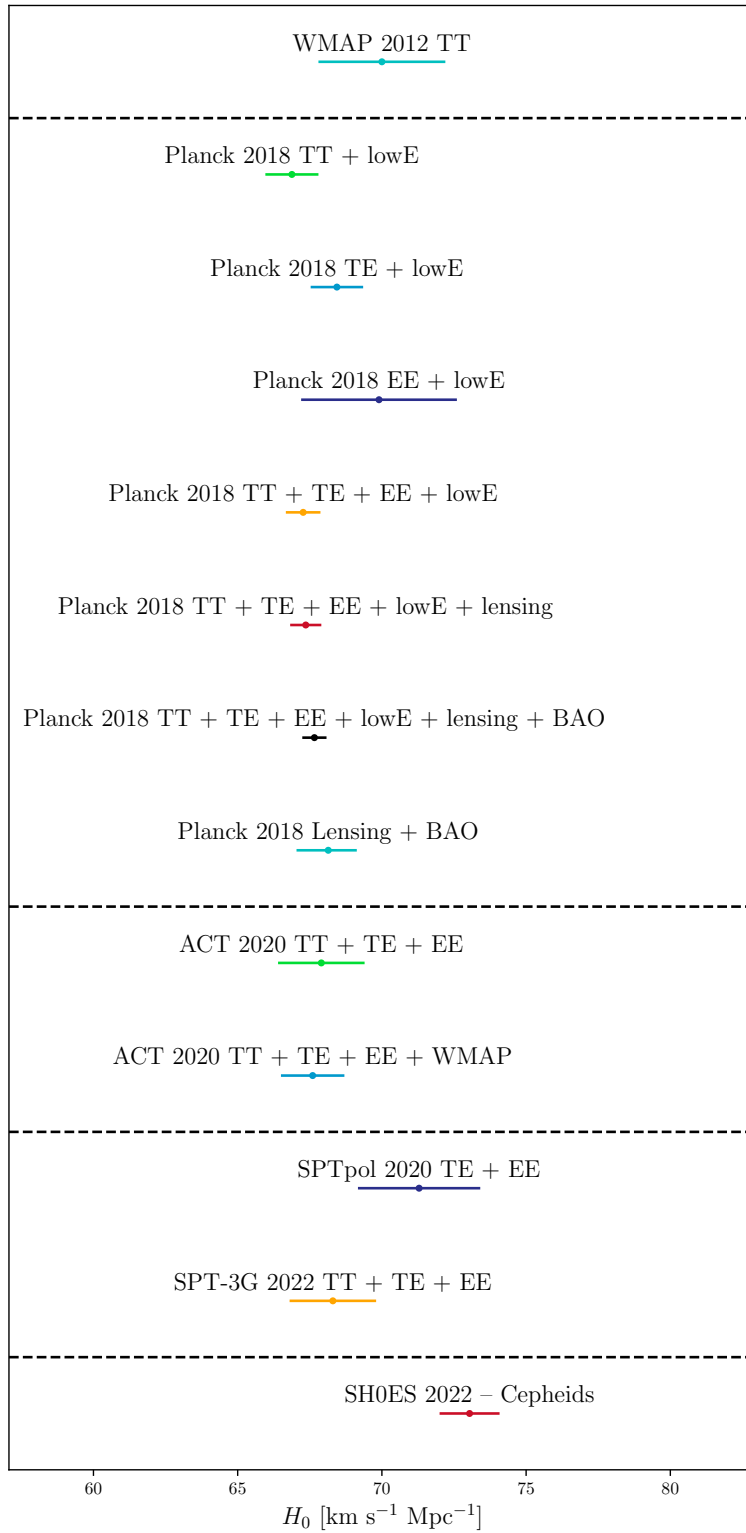 WMAP 2012 TT
Planck 2018 TT + lowE
Planck 2018 TE + lowE
Planck 2018 EE + lowE
Planck 2018 TT + TE + EE + lowE
Planck 2018 TT + TE + EE + lowE + lensing
Planck 2018 TT + TE + EE + lowE + lensing + BAO
Planck 2018 Lensing + BAO
ACT 2020 TT + TE + EE
ACT 2020 TT + TE + EE + WMAP
SPTpol 2020 TE + EE
SPT-3G 2022 TT + TE + EE
SH0ES 2022 – Cepheids
60 65 70 75 80
H₀ [km s⁻¹ Mpc⁻¹]